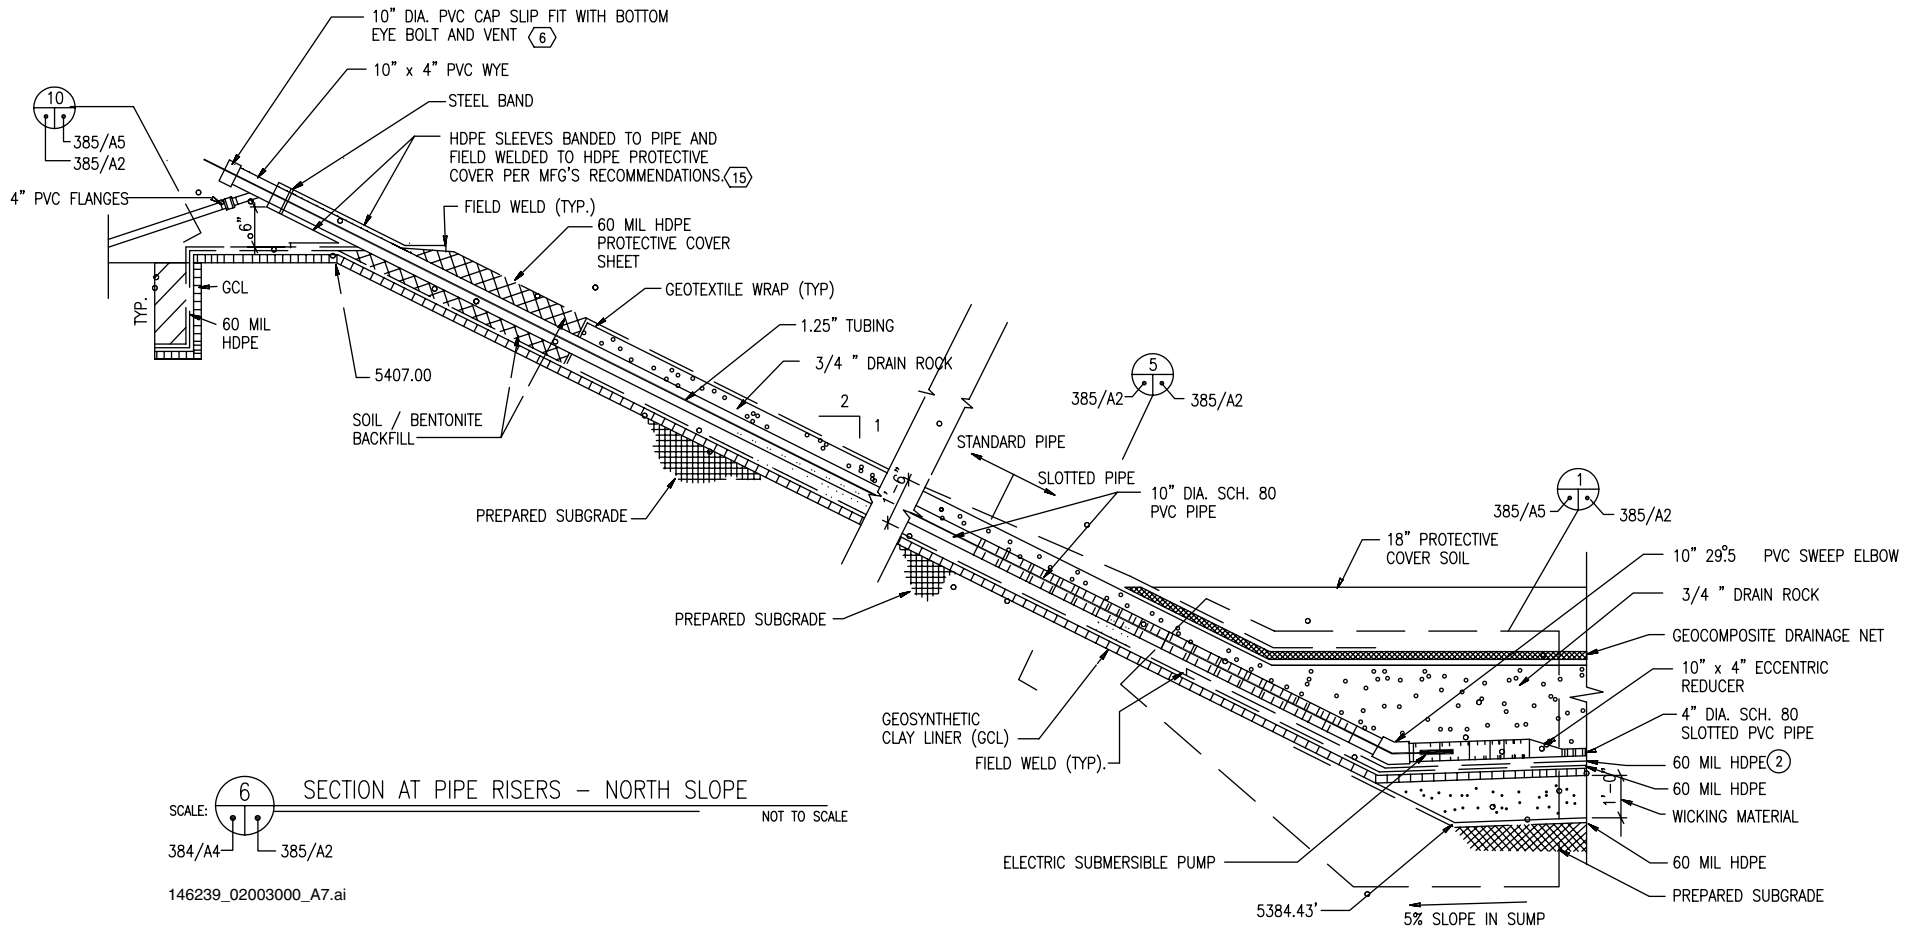 10" DIA. PVC CAP SLIP FIT WITH BOTTOM
EYE BOLT AND VENT 6
10" x 4" PVC WYE
STEEL BAND
10
385/A5
385/A2
HDPE SLEEVES BANDED TO PIPE AND
FIELD WELDED TO HDPE PROTECTIVE
COVER PER MFG'S RECOMMENDATIONS. 15
4" PVC FLANGES
6"
FIELD WELD (TYP.)
60 MIL HDPE
PROTECTIVE COVER
SHEET
GEOTEXTILE WRAP (TYP)
TYP.
GCL
60 MIL
HDPE
1.25" TUBING
3/4 " DRAIN ROCK
5407.00
2
1
SOIL / BENTONITE
BACKFILL
5
385/A2
385/A2
STANDARD PIPE
SLOTTED PIPE
1'-6"
10" DIA. SCH. 80
PVC PIPE
PREPARED SUBGRADE
1
385/A5
385/A2
18" PROTECTIVE
COVER SOIL
10" 29.5° PVC SWEEP ELBOW
3/4 " DRAIN ROCK
PREPARED SUBGRADE
GEOCOMPOSITE DRAINAGE NET
10" x 4" ECCENTRIC
REDUCER
4" DIA. SCH. 80
SLOTTED PVC PIPE
GEOSYNTHETIC
CLAY LINER (GCL)
FIELD WELD (TYP).
60 MIL HDPE 2
60 MIL HDPE
1'-0"
WICKING MATERIAL
6
SECTION AT PIPE RISERS – NORTH SLOPE
SCALE:
NOT TO SCALE
384/A4
385/A2
ELECTRIC SUBMERSIBLE PUMP
60 MIL HDPE
PREPARED SUBGRADE
5384.43'
5% SLOPE IN SUMP
146239_02003000_A7.ai